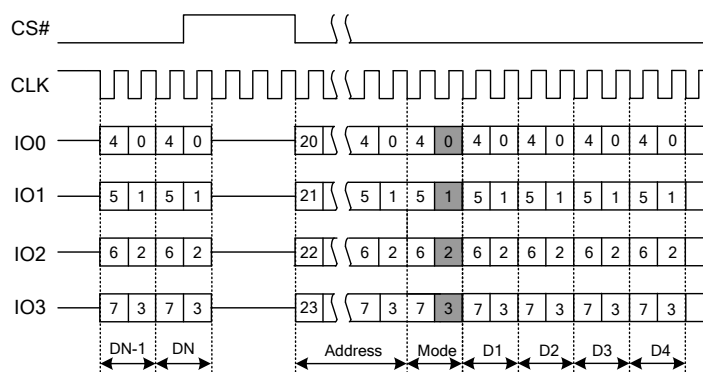 CS#
CLK
IO0 4 0 4 0 20 4 0 4 0 4 0 4 0 4 0 4 0
IO1 5 1 5 1 21 5 1 5 1 5 1 5 1 5 1 5 1
IO2 6 2 6 2 22 6 2 6 2 6 2 6 2 6 2 6 2
IO3 7 3 7 3 23 7 3 7 3 7 3 7 3 7 3 7 3
DN-1 DN Address Mode D1 D2 D3 D4